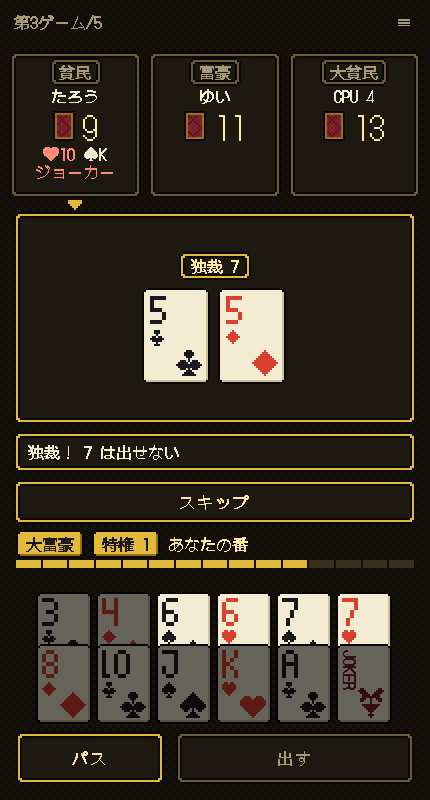 第3ゲーム/5
≡
貧民
たろう
9
♥10 ♠K
ジョーカー
富豪
ゆい
11
大貧民
CPU 4
13
独裁 7
5 5
独裁! 7 は出せない
スキップ
大富豪 特権 1 あなたの番
3 4 6 6 7 7
8 10 J K A JOKER
パス 出す